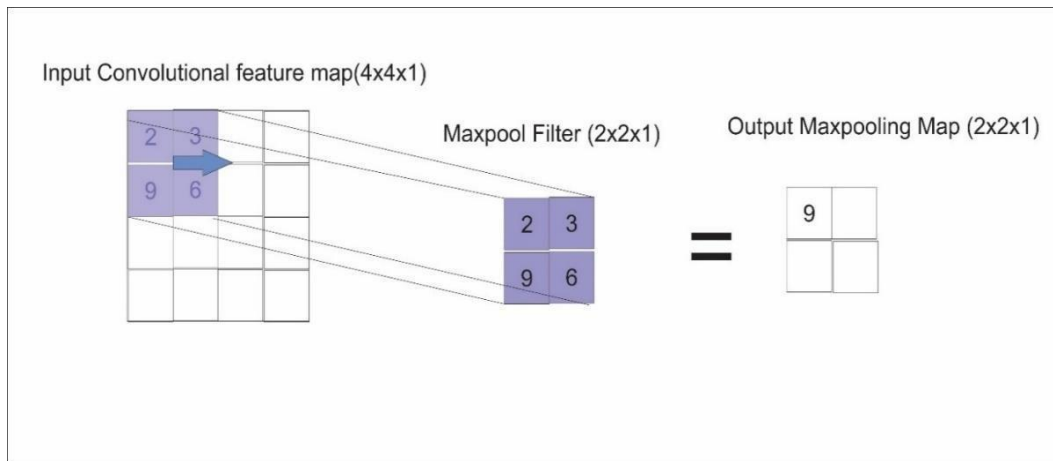 Input Convolutional feature map(4x4x1)
Maxpool Filter (2x2x1)
Output Maxpooling Map (2x2x1)
2 3
9 6
2 3
9 6
=
9